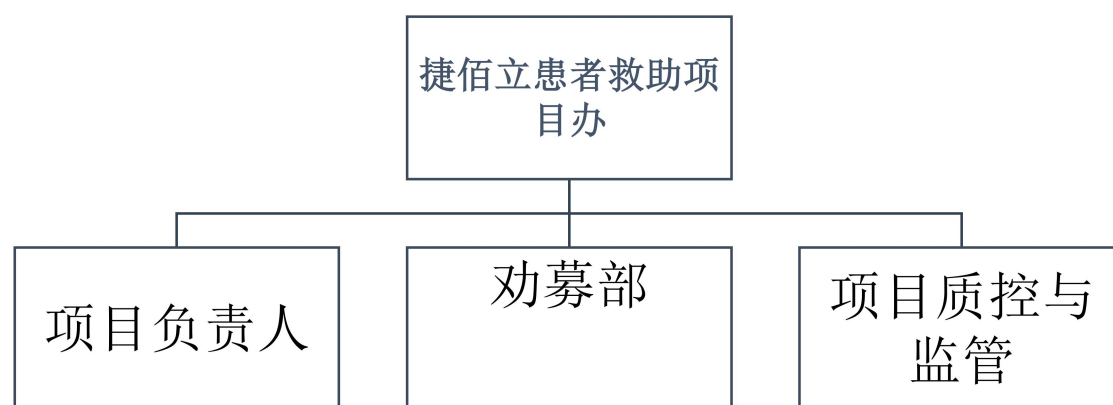 捷佰立患者救助项
目办
项目负责人
劝募部
项目质控与
监管